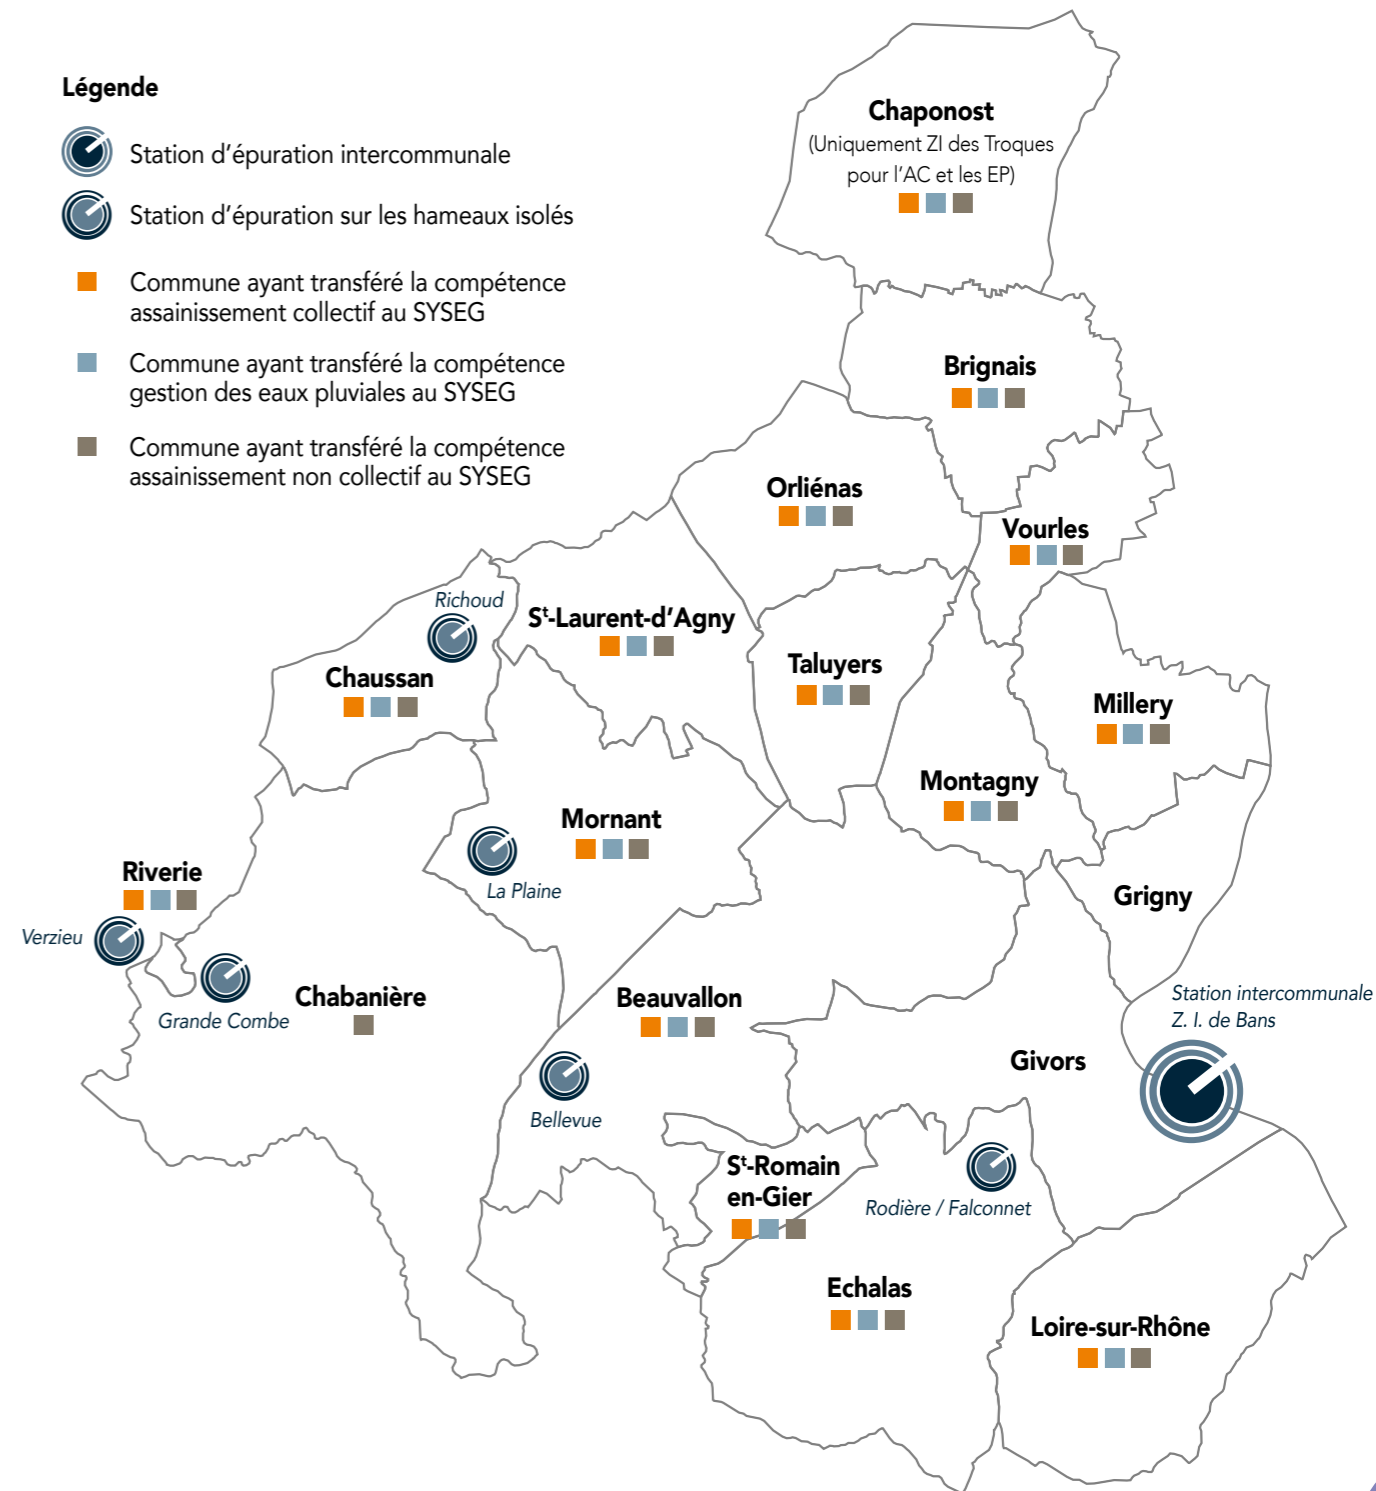 Légende
Station d'épuration intercommunale
Station d'épuration sur les hameaux isolés
Commune ayant transféré la compétence
assainissement collectif au SYSEG
Commune ayant transféré la compétence
gestion des eaux pluviales au SYSEG
Commune ayant transféré la compétence
assainissement non collectif au SYSEG
Chaponost
(Uniquement ZI des Troques
pour l'AC et les EP)
Brignais
Orliénas
Vourles
Richoud
St-Laurent-d'Agny
Taluyers
Chaussan
Millery
Montagny
Mornant
La Plaine
Riverie
Grigny
Verzieu
Grande Combe
Chabanière
Beauvallon
Station intercommunale
Z. I. de Bans
Givors
Bellevue
St-Romain
en-Gier
Rodière / Falconnet
Echalas
Loire-sur-Rhône